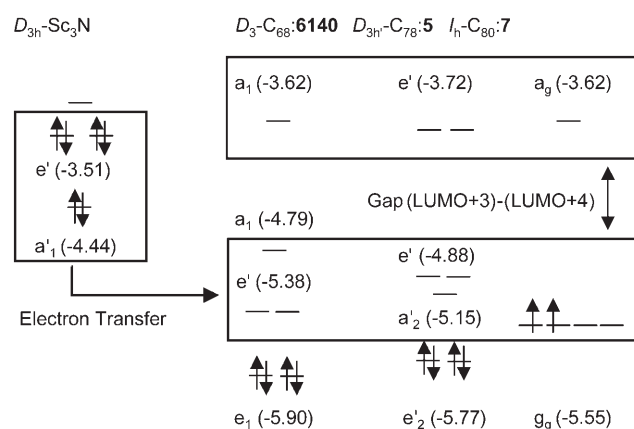 D₃ₕ-Sc₃N D₃-C₆₈:6140 D₃ₕ'-C₇₈:5 Iₕ-C₈₀:7
a₁ (-3.62) e' (-3.72) a_g (-3.62)
e' (-3.51)
Gap (LUMO+3)-(LUMO+4)
a₁ (-4.79)
a'₁ (-4.44)
e' (-4.88)
e' (-5.38)
a'₂ (-5.15)
Electron Transfer
e₁ (-5.90) e'₂ (-5.77) g_g (-5.55)